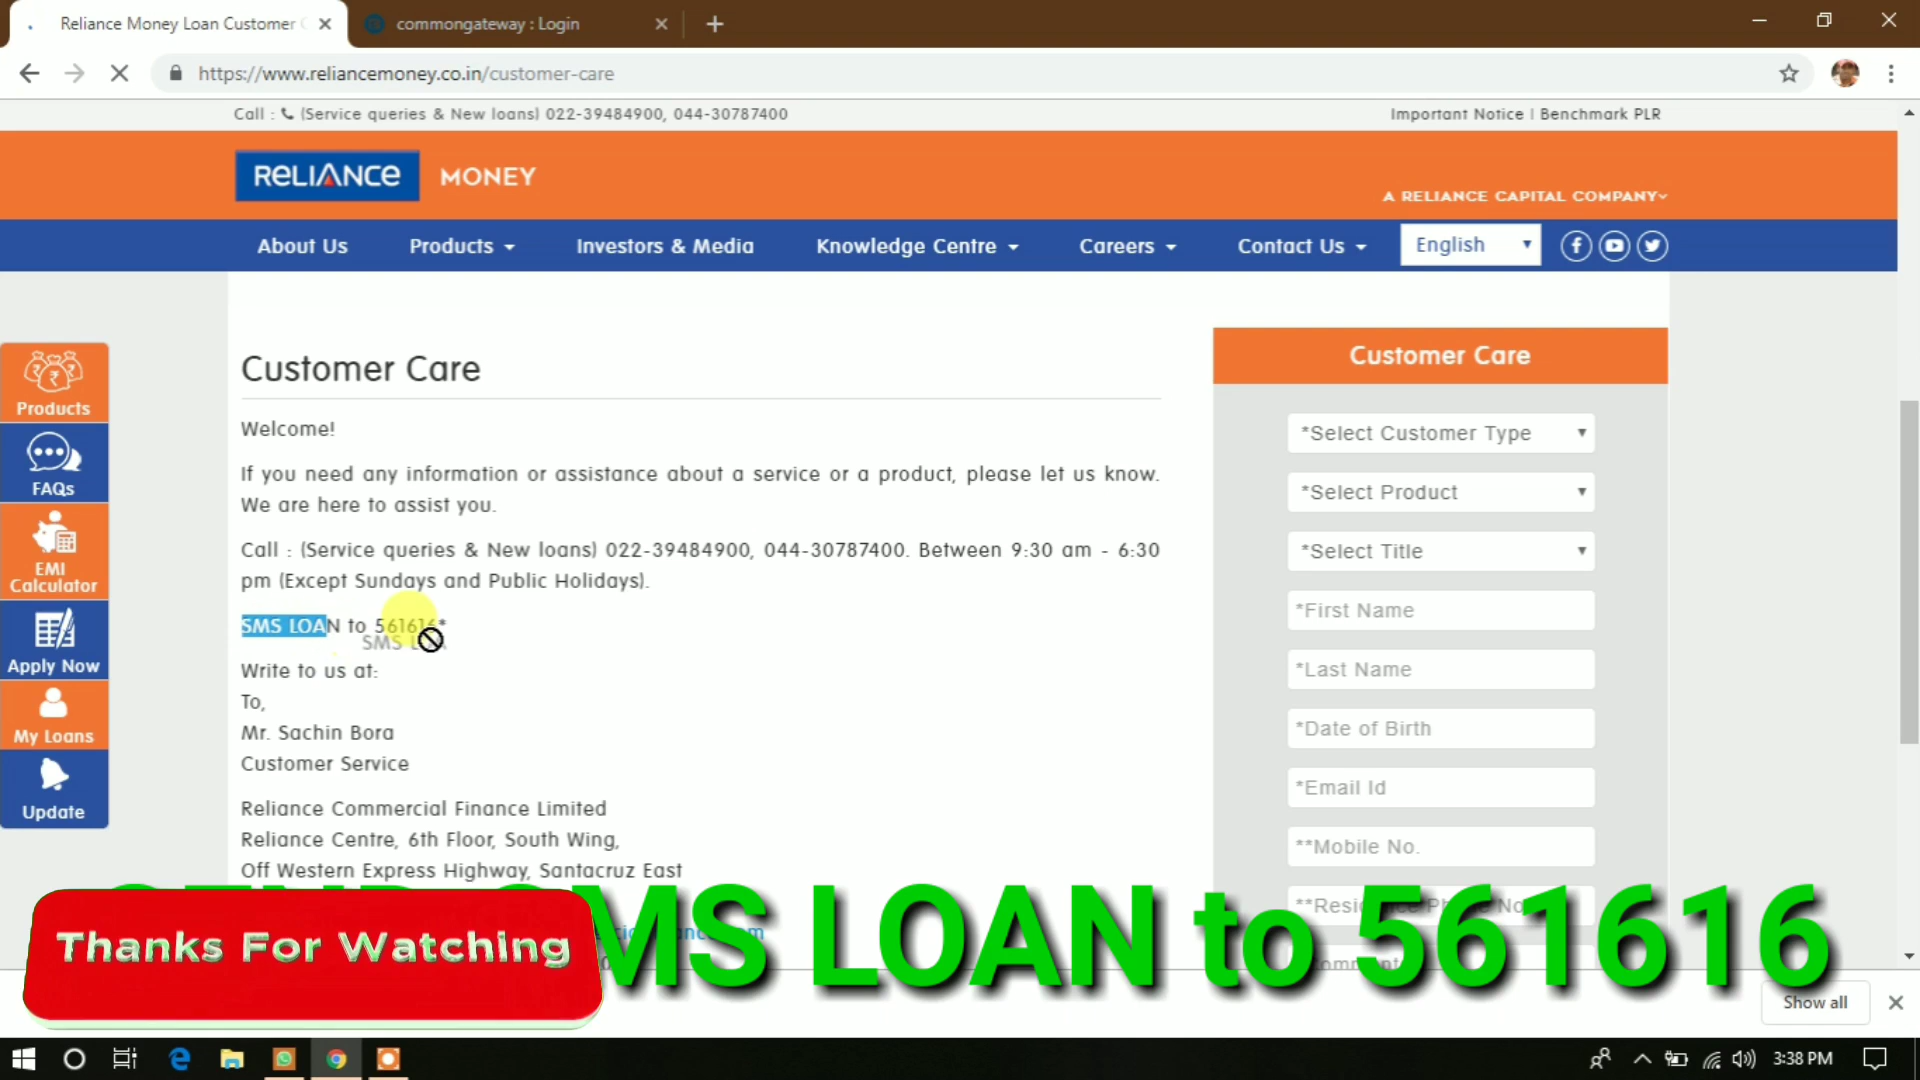 Reliance Money Loan Customer
commongateway : Login
https://www.reliancemoney.co.in/customer-care
Call : (Service queries & New loans) 022-39484900, 044-30787400
Important Notice | Benchmark PLR
RELIANCE MONEY
A RELIANCE CAPITAL COMPANY
About Us Products Investors & Media Knowledge Centre Careers Contact Us English
Products
FAQs
EMI
Calculator
Apply Now
My Loans
Update
Customer Care
Welcome!
If you need any information or assistance about a service or a product, please let us know.
We are here to assist you.
Call : (Service queries & New loans) 022-39484900, 044-30787400. Between 9:30 am - 6:30
pm (Except Sundays and Public Holidays).
SMS LOAN to 561616*
Write to us at:
To,
Mr. Sachin Bora
Customer Service
Reliance Commercial Finance Limited
Reliance Centre, 6th Floor, South Wing,
Off Western Express Highway, Santacruz East
Customer Care
*Select Customer Type
*Select Product
*Select Title
*First Name
*Last Name
*Date of Birth
*Email Id
**Mobile No.
SMS LOAN to 561616
Thanks For Watching
Show all
3:38 PM